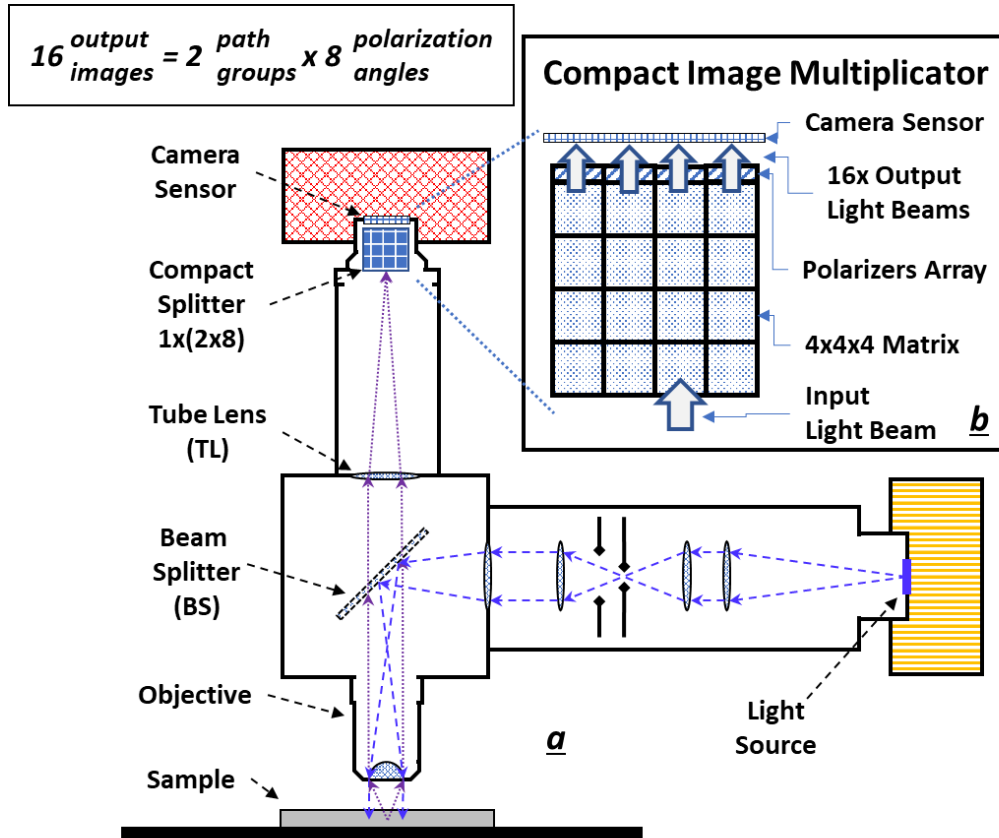 16 output images = 2 path groups x 8 polarization angles
Compact Image Multiplicator
Camera Sensor
16x Output
Light Beams
Polarizers Array
4x4x4 Matrix
Input
Light Beam
b
Camera
Sensor
Compact
Splitter
1x(2x8)
Tube Lens
(TL)
Beam
Splitter
(BS)
Objective
Sample
a
Light
Source